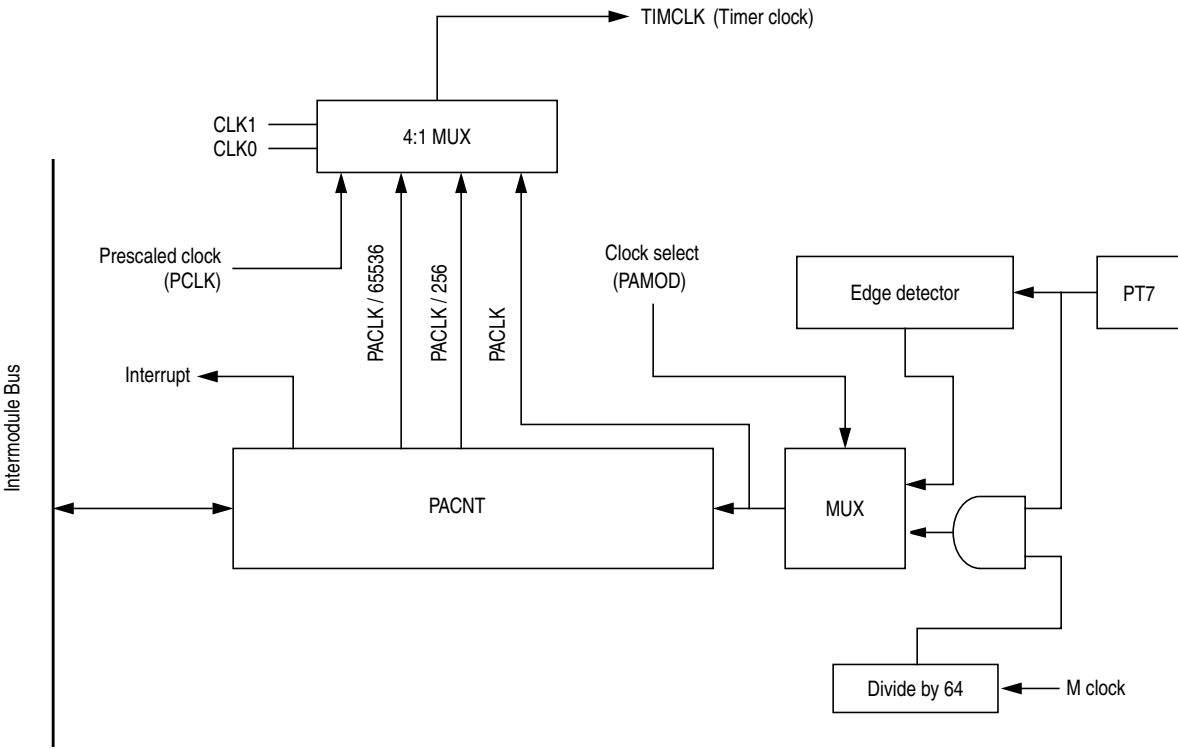 TIMCLK (Timer clock)
CLK1
CLK0
4:1 MUX
Prescaled clock
(PCLK)
PACLK / 65536
PACLK / 256
PACLK
Clock select
(PAMOD)
Edge detector
PT7
Interrupt
Intermodule Bus
PACNT
MUX
Divide by 64
M clock